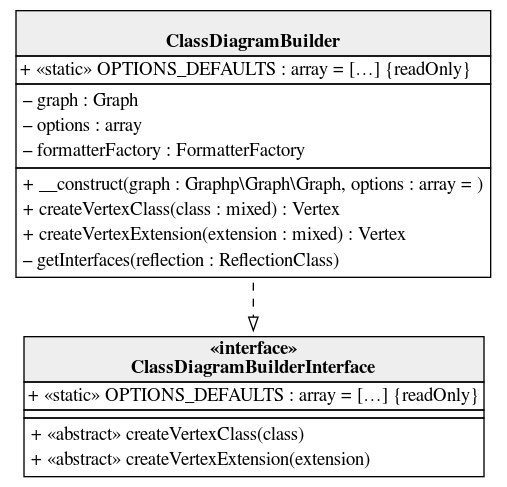 ClassDiagramBuilder
+ «static» OPTIONS_DEFAULTS : array = […] {readOnly}
– graph : Graph
– options : array
– formatterFactory : FormatterFactory
+ __construct(graph : Graphp\Graph\Graph, options : array = )
+ createVertexClass(class : mixed) : Vertex
+ createVertexExtension(extension : mixed) : Vertex
– getInterfaces(reflection : ReflectionClass)
«interface»
ClassDiagramBuilderInterface
+ «static» OPTIONS_DEFAULTS : array = […] {readOnly}
+ «abstract» createVertexClass(class)
+ «abstract» createVertexExtension(extension)